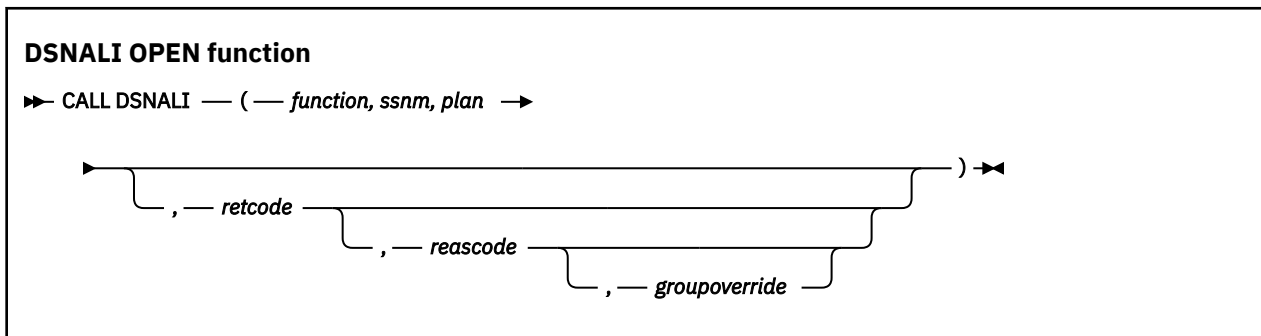 DSNALI OPEN function
CALL DSNALI ( function, ssnm, plan
)
, retcode
, reascode
, groupoverride